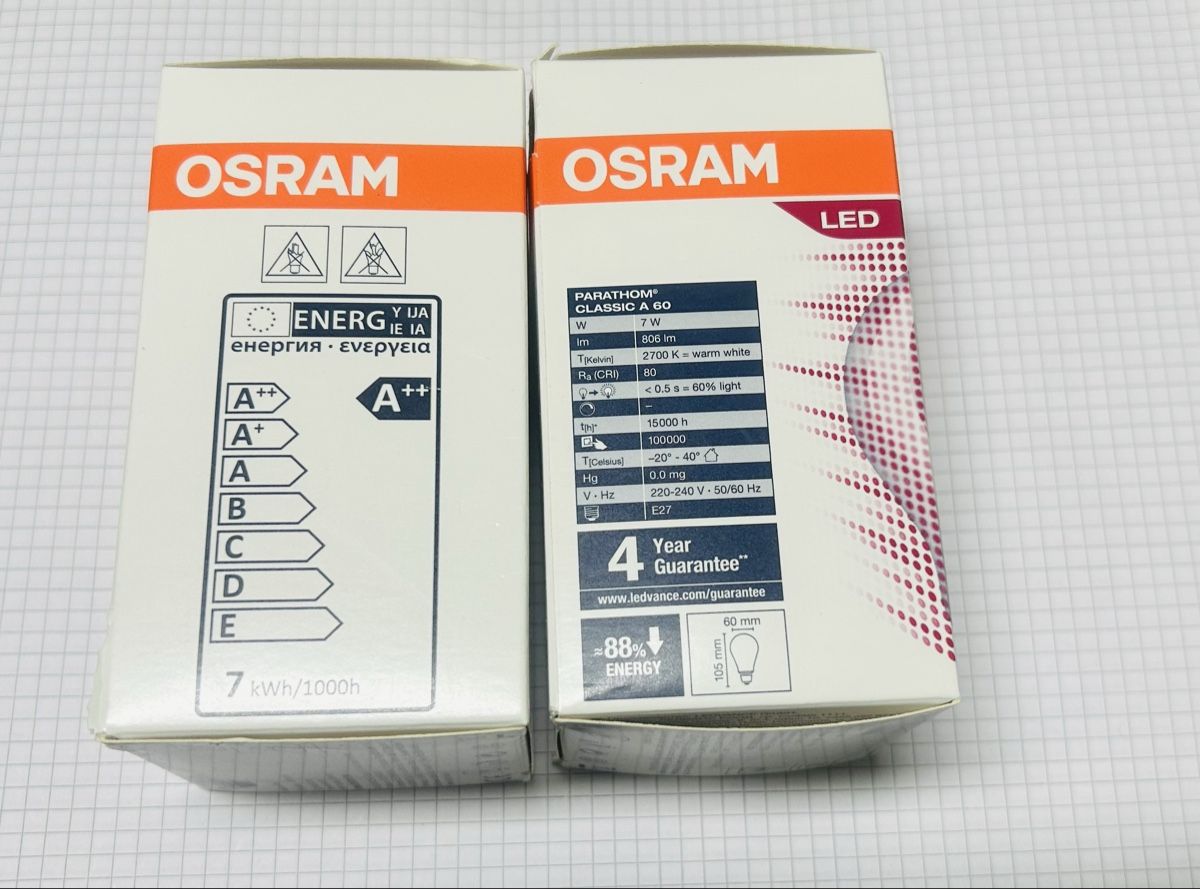 OSRAM
ENERG Y IJA
IE IA
енергия · ενεργεια
A++
A++
A+
A
B
C
D
E
7 kWh/1000h
OSRAM
LED
PARATHOM®
CLASSIC A 60
W 7 W
lm 806 lm
T[Kelvin] 2700 K = warm white
Ra (CRI) 80
< 0.5 s = 60% light
–
t[h]* 15000 h
100000
T[Celsius] –20° - 40°
Hg 0.0 mg
V · Hz 220-240 V · 50/60 Hz
E27
4 Year
Guarantee**
www.ledvance.com/guarantee
≈88%
ENERGY
60 mm
105 mm